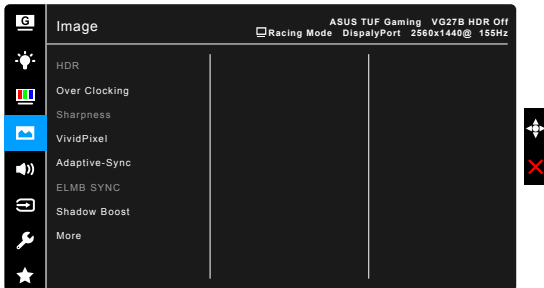 G
Image
ASUS TUF Gaming VG27B HDR Off
Racing Mode DispalyPort 2560x1440@ 155Hz
HDR
Over Clocking
Sharpness
VividPixel
Adaptive-Sync
ELMB SYNC
Shadow Boost
More